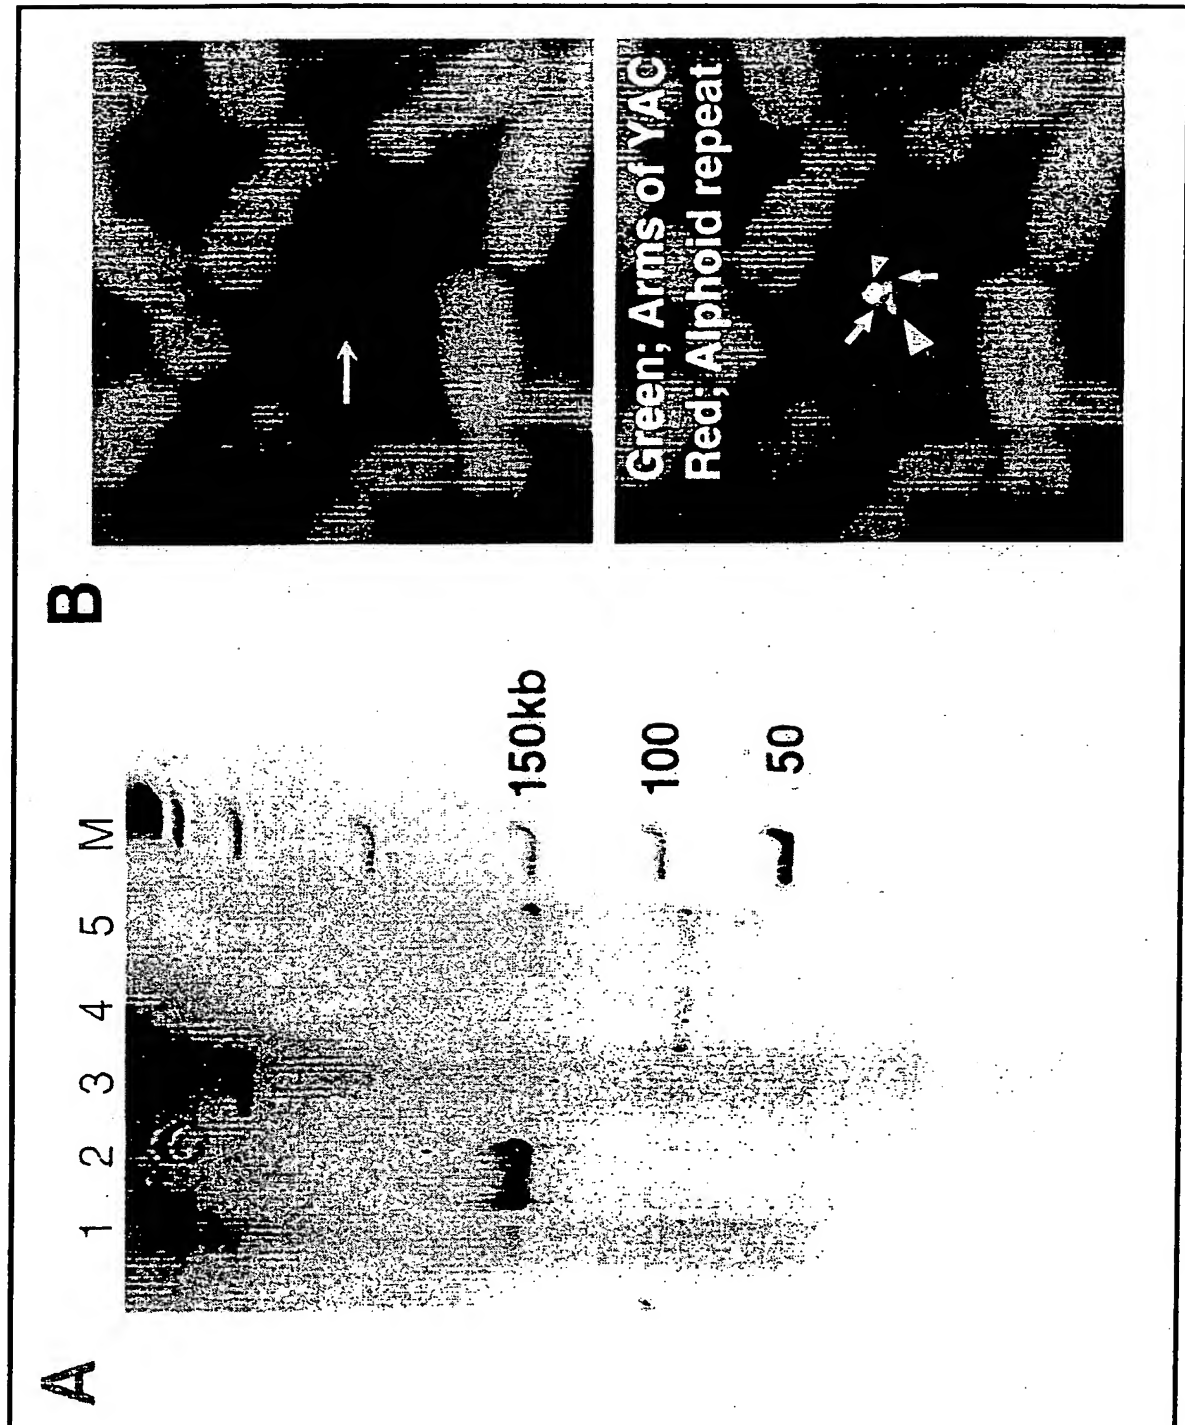 A
1 2 3 4 5 M
150kb
100
50
B
Green; Arms of YAC
Red; Alphoid repeat